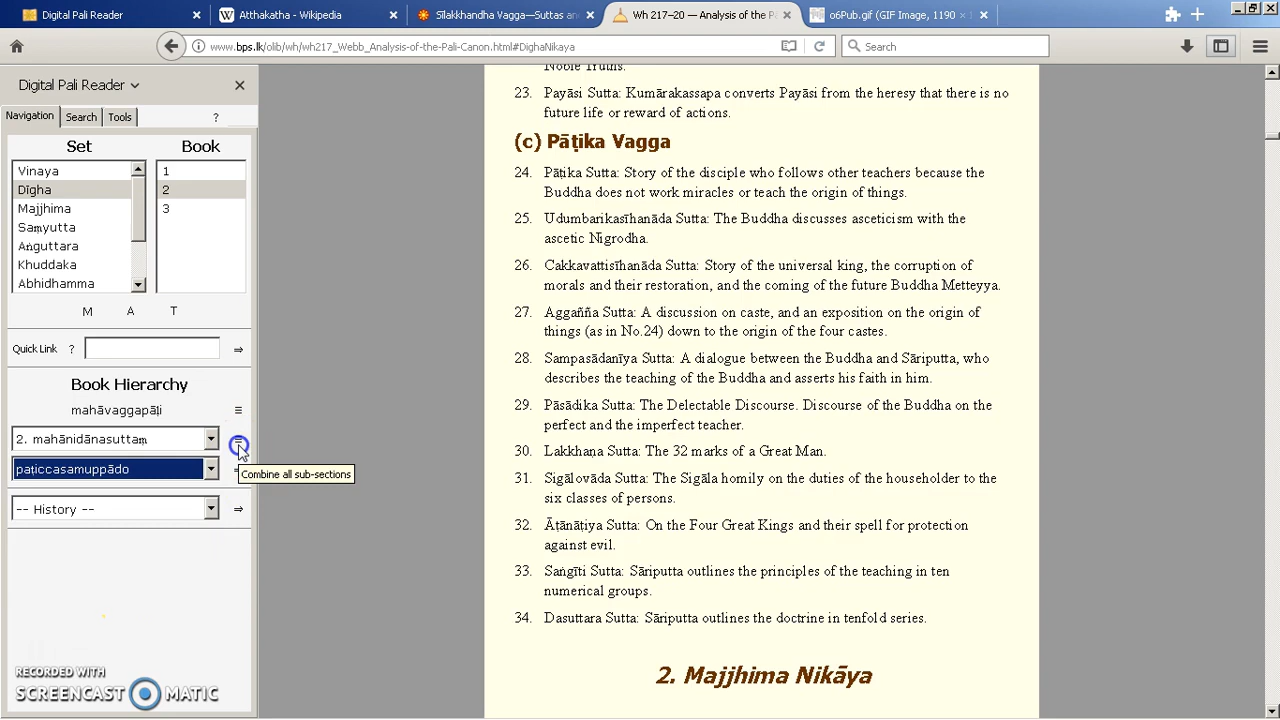 Digital Pali Reader
Atthakatha - Wikipedia
Sīlakkhandha Vagga—Suttas an
Wh 217–20 — Analysis of the P
o6Pub.gif (GIF Image, 1190 ×
www.bps.lk/olib/wh/wh217_Webb_Analysis-of-the-Pali-Canon.html#DighaNikaya
Search
Digital Pali Reader
Navigation
Search
Tools
?
Set
Book
Vinaya
Dīgha
Majjhima
Saṃyutta
Aṅguttara
Khuddaka
Abhidhamma
1
2
3
M A T
Quick Link ?
Book Hierarchy
mahāvaggapāḷi
2. mahānidānasuttaṃ
paṭiccasamuppādo
Combine all sub-sections
-- History --
RECORDED WITH
SCREENCAST MATIC
Noble Truths.
23. Payāsi Sutta: Kumārakassapa converts Payāsi from the heresy that there is no
future life or reward of actions.
(c) Pāṭika Vagga
24. Pāṭika Sutta: Story of the disciple who follows other teachers because the
Buddha does not work miracles or teach the origin of things.
25. Udumbarikasīhanāda Sutta: The Buddha discusses asceticism with the
ascetic Nigrodha.
26. Cakkavattisīhanāda Sutta: Story of the universal king, the corruption of
morals and their restoration, and the coming of the future Buddha Metteyya.
27. Aggañña Sutta: A discussion on caste, and an exposition on the origin of
things (as in No.24) down to the origin of the four castes.
28. Sampasādanīya Sutta: A dialogue between the Buddha and Sāriputta, who
describes the teaching of the Buddha and asserts his faith in him.
29. Pāsādika Sutta: The Delectable Discourse. Discourse of the Buddha on the
perfect and the imperfect teacher.
30. Lakkhaṇa Sutta: The 32 marks of a Great Man.
31. Sigālovāda Sutta: The Sigāla homily on the duties of the householder to the
six classes of persons.
32. Āṭānāṭiya Sutta: On the Four Great Kings and their spell for protection
against evil.
33. Saṅgīti Sutta: Sāriputta outlines the principles of the teaching in ten
numerical groups.
34. Dasuttara Sutta: Sāriputta outlines the doctrine in tenfold series.
2. Majjhima Nikāya